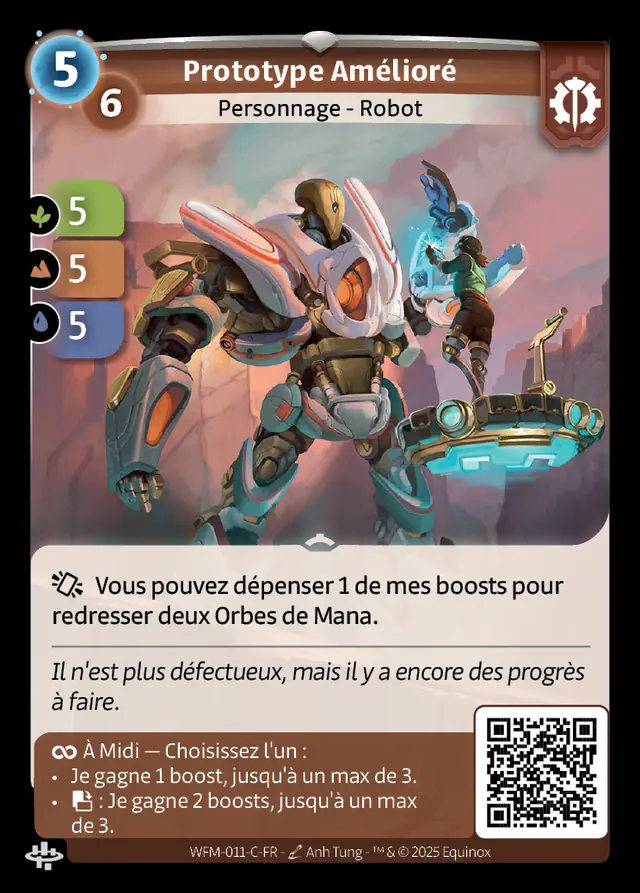 5
Prototype Amélioré
6
Personnage - Robot
5
5
5
Vous pouvez dépenser 1 de mes boosts pour
redresser deux Orbes de Mana.
Il n'est plus défectueux, mais il y a encore des progrès
à faire.
À Midi — Choisissez l'un :
• Je gagne 1 boost, jusqu'à un max de 3.
• : Je gagne 2 boosts, jusqu'à un max
de 3.
WFM-011-C-FR - Anh Tung - ™ & © 2025 Equinox